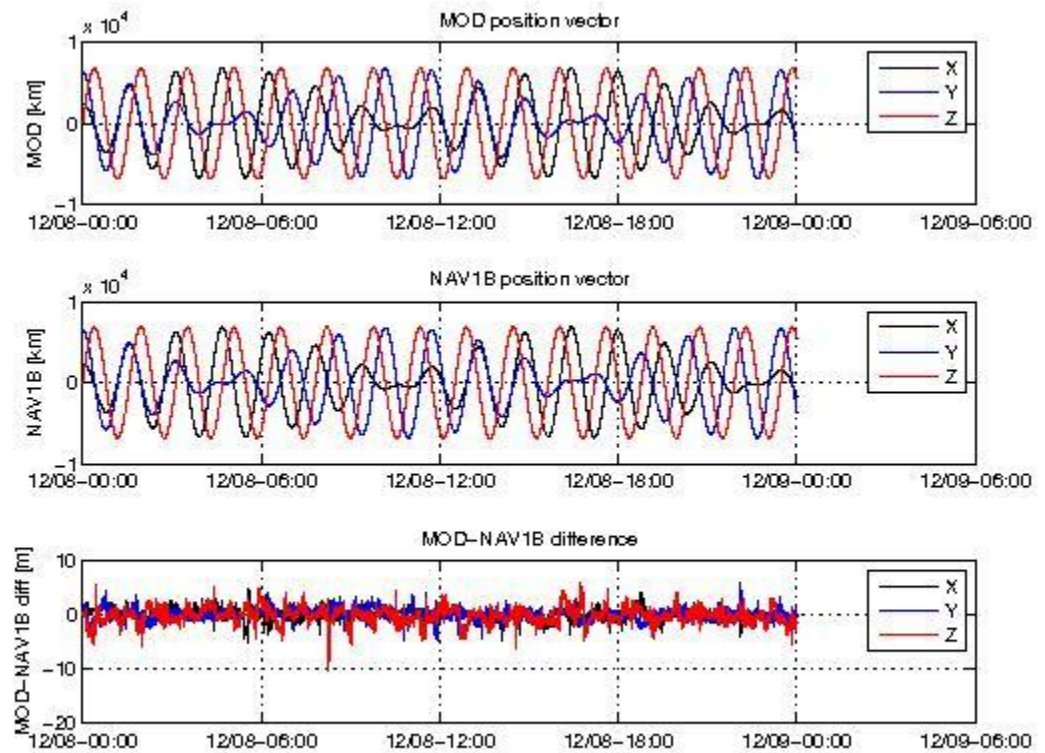 MOD position vector
x 10^4
1
0
−1
MOD [km]
X
Y
Z
12/08−00:00 12/08−06:00 12/08−12:00 12/08−18:00 12/09−00:00 12/09−06:00
NAV1B position vector
x 10^4
1
0
−1
NAV1B [km]
X
Y
Z
12/08−00:00 12/08−06:00 12/08−12:00 12/08−18:00 12/09−00:00 12/09−06:00
MOD−NAV1B difference
10
0
−10
−20
MOD−NAV1B diff [m]
X
Y
Z
12/08−00:00 12/08−06:00 12/08−12:00 12/08−18:00 12/09−00:00 12/09−06:00